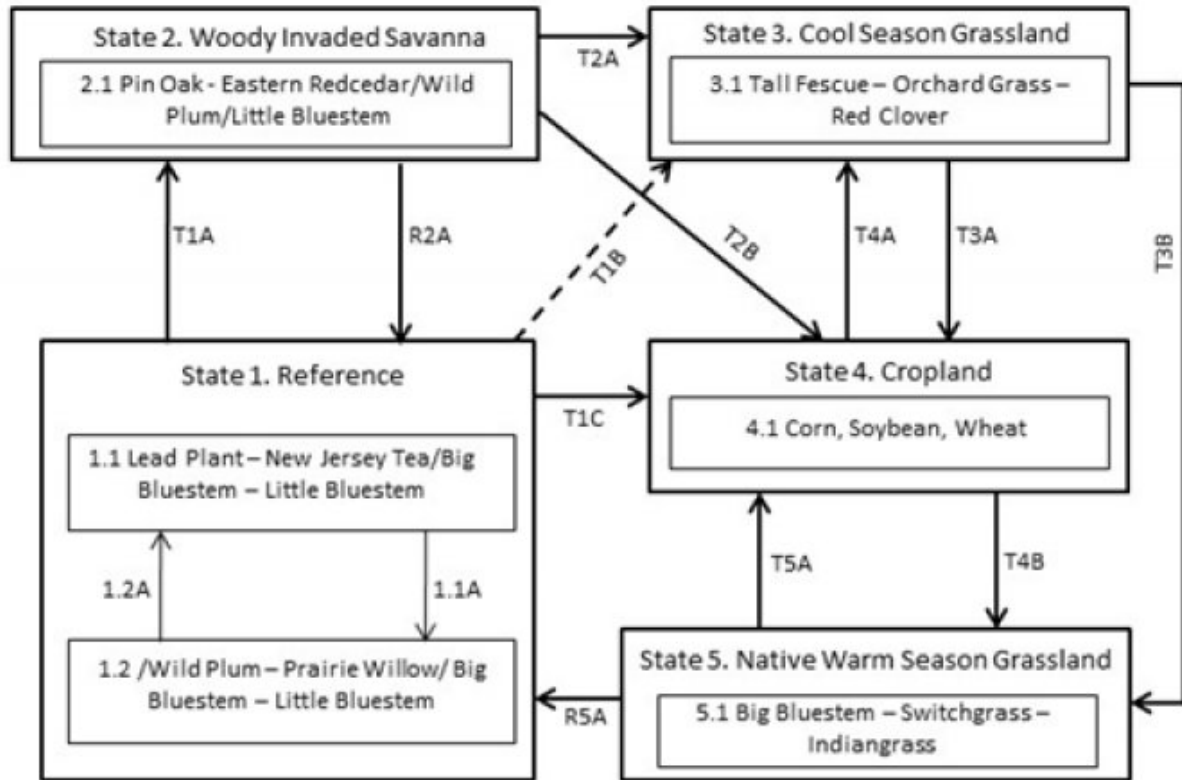 State 2. Woody Invaded Savanna
2.1 Pin Oak - Eastern Redcedar/Wild
Plum/Little Bluestem
T2A
State 3. Cool Season Grassland
3.1 Tall Fescue – Orchard Grass –
Red Clover
T1A
R2A
T1B
T2B
T4A
T3A
T3B
State 1. Reference
1.1 Lead Plant – New Jersey Tea/Big
Bluestem – Little Bluestem
1.2A
1.1A
1.2 /Wild Plum – Prairie Willow/ Big
Bluestem – Little Bluestem
T1C
State 4. Cropland
4.1 Corn, Soybean, Wheat
T5A
T4B
R5A
State 5. Native Warm Season Grassland
5.1 Big Bluestem – Switchgrass –
Indiangrass